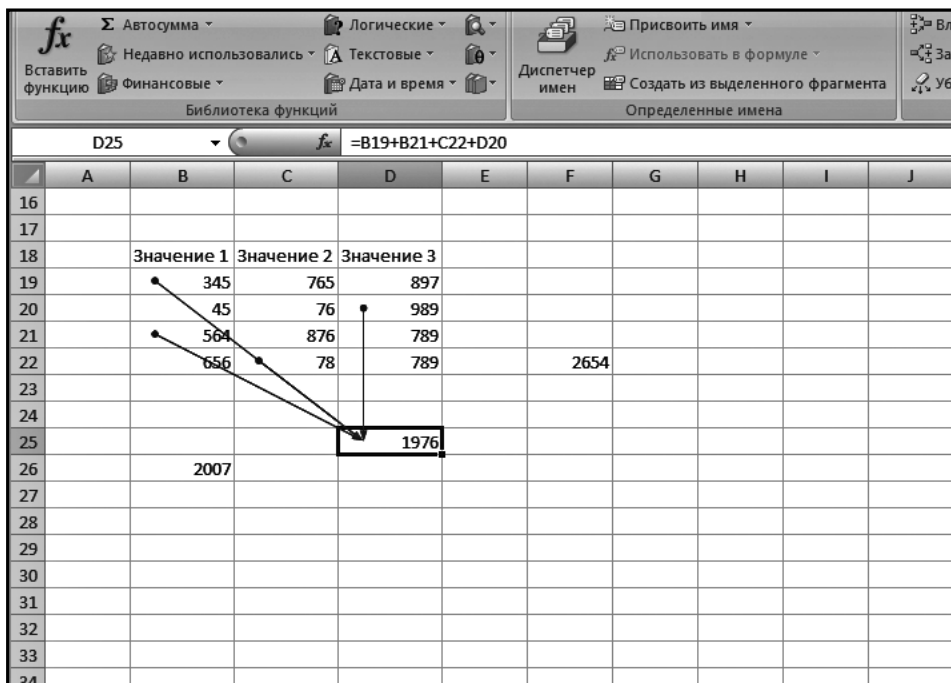 fx
Вставить функцию
Σ Автосумма
Недавно использовались
Финансовые
Логические
Текстовые
Дата и время
Библиотека функций
Диспетчер имен
Присвоить имя
Использовать в формуле
Создать из выделенного фрагмента
Определенные имена
D25 fx =B19+B21+C22+D20
A B C D E F G H I J
16
17
18 Значение 1 Значение 2 Значение 3
19 345 765 897
20 45 76 989
21 564 876 789
22 656 78 789 2654
23
24
25 1976
26 2007
27
28
29
30
31
32
33
34